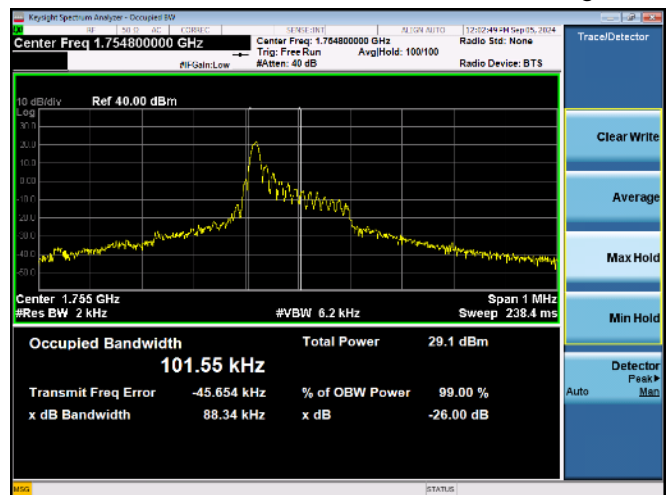 Keysight Spectrum Analyzer - Occupied BW
RF 50 Ω AC CORREC SENSE:INT ALIGN AUTO 12:02:49 PM Sep 05, 2024
Center Freq 1.754800000 GHz Center Freq: 1.754800000 GHz Radio Std: None
Trig: Free Run Avg|Hold: 100/100
#IFGain:Low #Atten: 40 dB Radio Device: BTS
Trace/Detector
10 dB/div Ref 40.00 dBm
Log
30.0
20.0
10.0
0.00
-10.0
-20.0
-30.0
-40.0
-50.0
Center 1.755 GHz Span 1 MHz
#Res BW 2 kHz #VBW 6.2 kHz Sweep 238.4 ms
Occupied Bandwidth Total Power 29.1 dBm
101.55 kHz
Transmit Freq Error -45.654 kHz % of OBW Power 99.00 %
x dB Bandwidth 88.34 kHz x dB -26.00 dB
Clear Write
Average
Max Hold
Min Hold
Detector
Peak▶
Auto Man
MSG STATUS